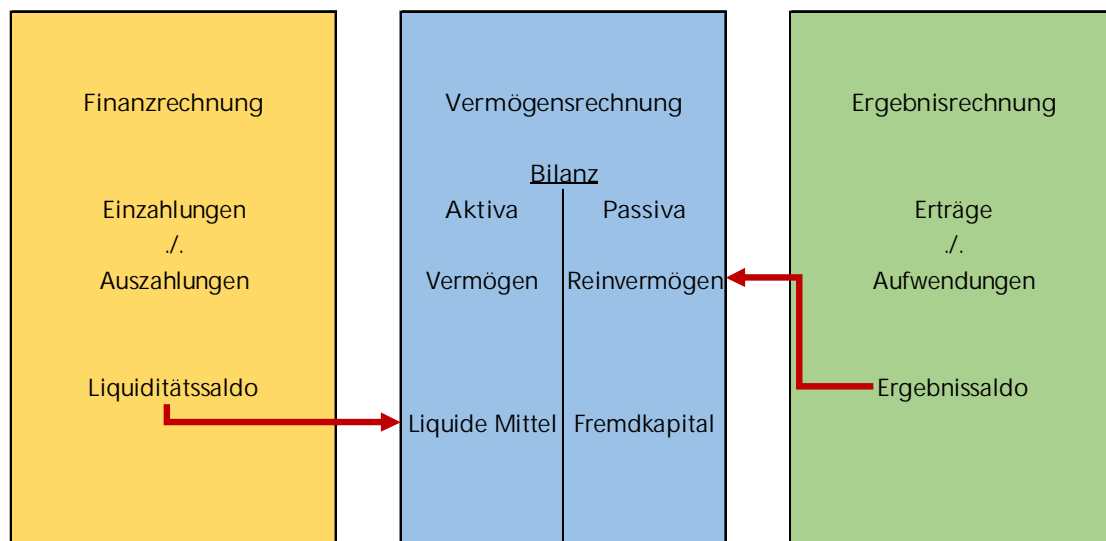 Finanzrechnung
Einzahlungen
./.
Auszahlungen
Liquiditätssaldo
Vermögensrechnung
Bilanz
Aktiva Passiva
Vermögen Reinvermögen
Liquide Mittel Fremdkapital
Ergebnisrechnung
Erträge
./.
Aufwendungen
Ergebnissaldo